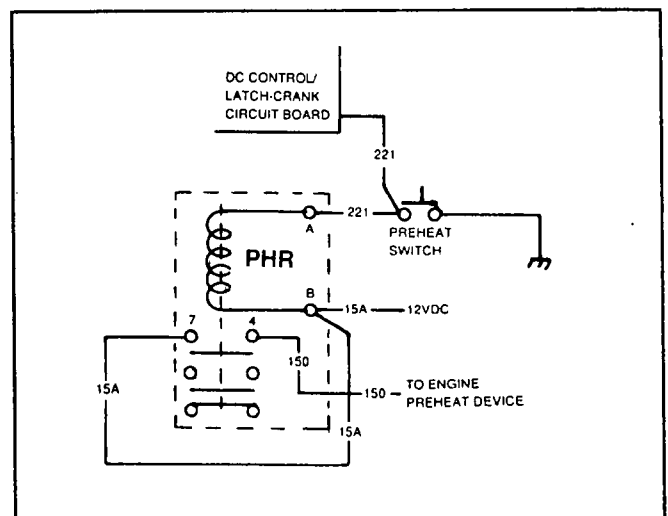 DC CONTROL/
LATCH-CRANK
CIRCUIT BOARD
221
A
221
PREHEAT
SWITCH
PHR
B
15A
12VDC
7
4
150
15A
150
TO ENGINE
PREHEAT DEVICE
15A